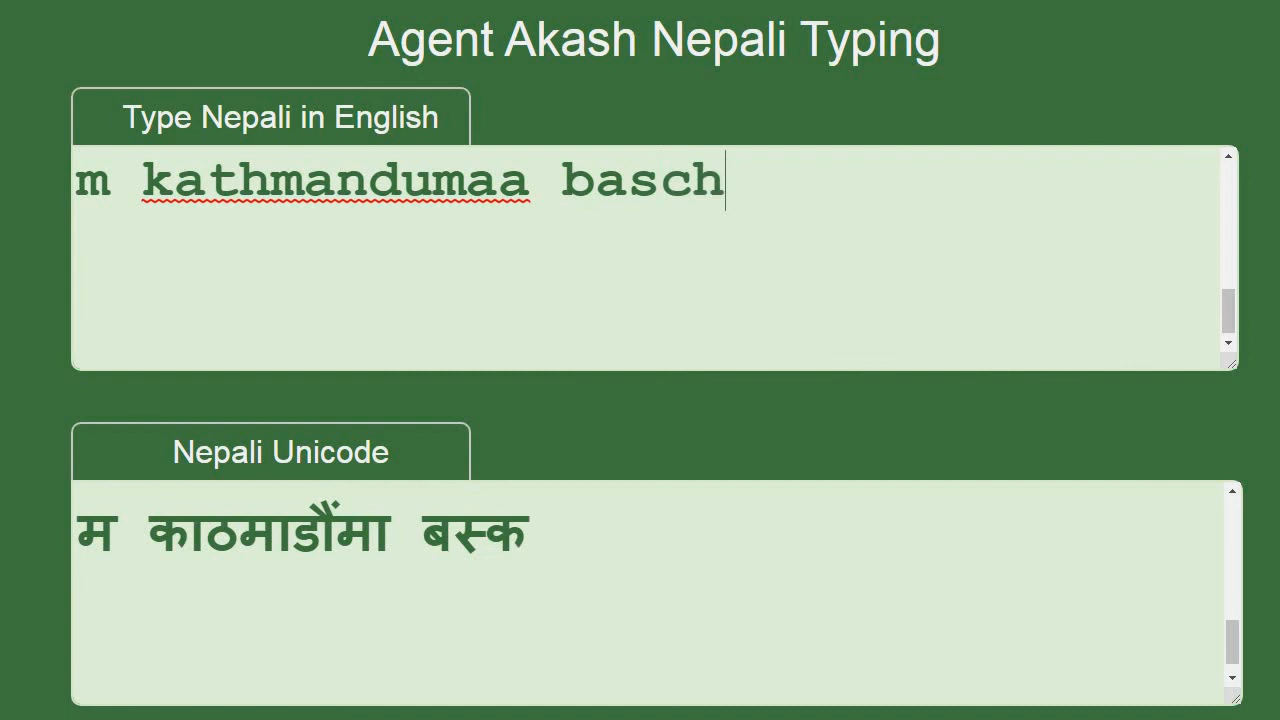 Agent Akash Nepali Typing
Type Nepali in English
m kathmandumaa basch
Nepali Unicode
म काठमाडौंमा बस्क